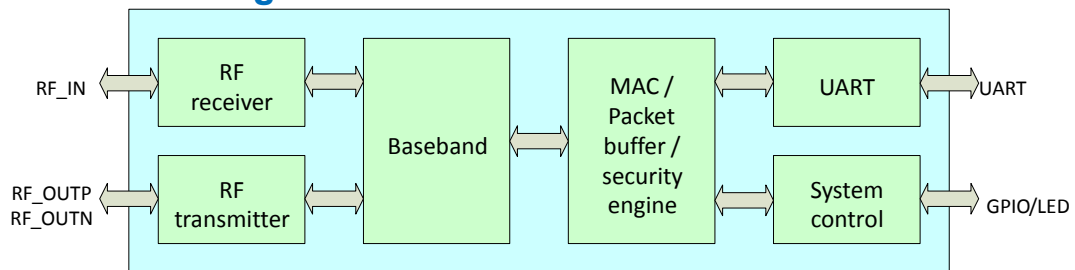 RF_IN
RF
receiver
RF_OUTP
RF_OUTN
RF
transmitter
Baseband
MAC /
Packet
buffer /
security
engine
UART
UART
System
control
GPIO/LED